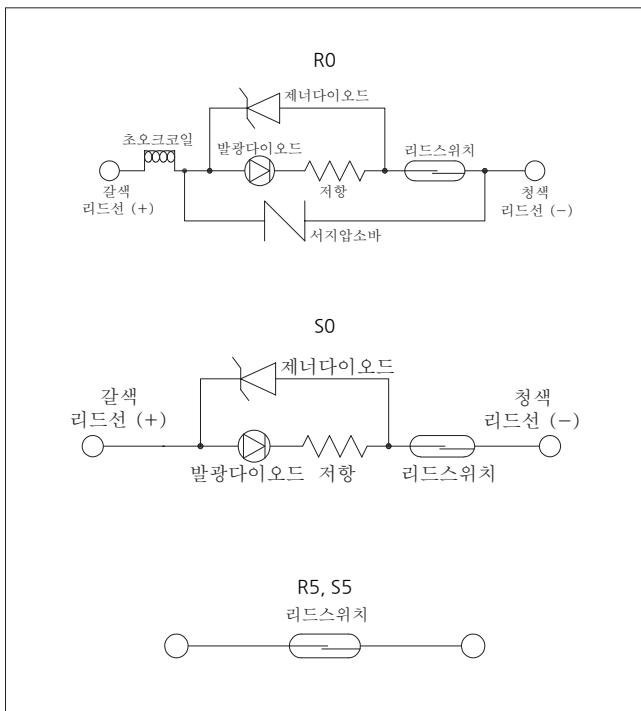 R0
제너다이오드
초오크코일
발광다이오드
리드스위치
갈색
리드선 (+)
저항
청색
리드선 (−)
서지압소바
S0
제너다이오드
갈색
리드선 (+)
청색
리드선 (−)
발광다이오드 저항
리드스위치
R5, S5
리드스위치